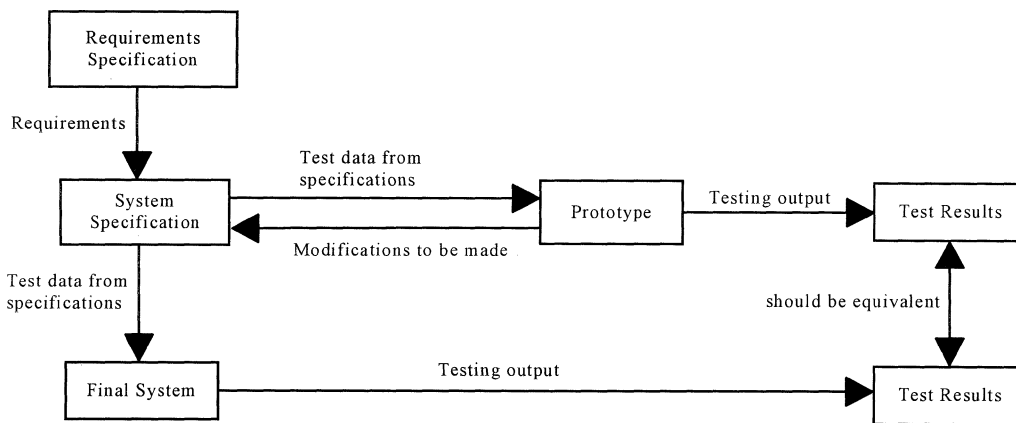 Requirements
Specification
Requirements
Test data from
specifications
System
Specification
Prototype
Testing output
Test Results
Modifications to be made
Test data from
specifications
should be equivalent
Final System
Testing output
Test Results